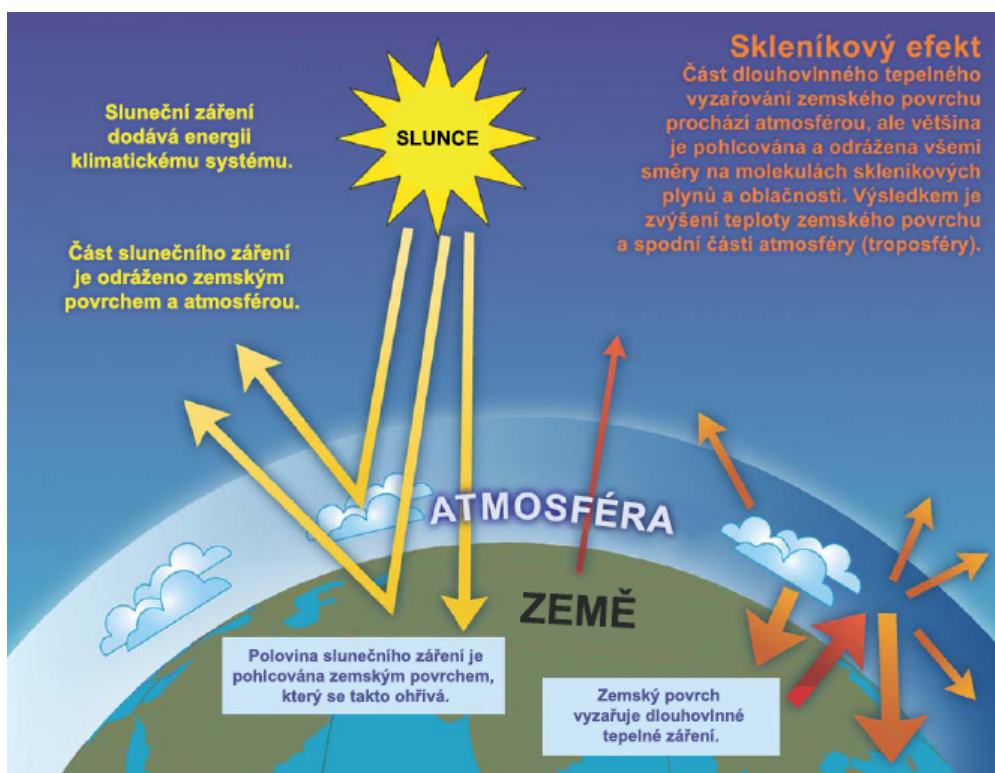 Skleníkový efekt
Část dlouhovlnného tepelného
vyzařování zemského povrchu
prochází atmosférou, ale většina
je pohlcována a odrážena všemi
směry na molekulách skleníkových
plynů a oblačnosti. Výsledkem je
zvýšení teploty zemského povrchu
a spodní části atmosféry (troposféry).
Sluneční záření
dodává energii
klimatickému systému.
SLUNCE
Část slunečního záření
je odráženo zemským
povrchem a atmosférou.
ATMOSFÉRA
ZEMĚ
Polovina slunečního záření je
pohlcována zemským povrchem,
který se takto ohřívá.
Zemský povrch
vyzařuje dlouhovlnné
tepelné záření.